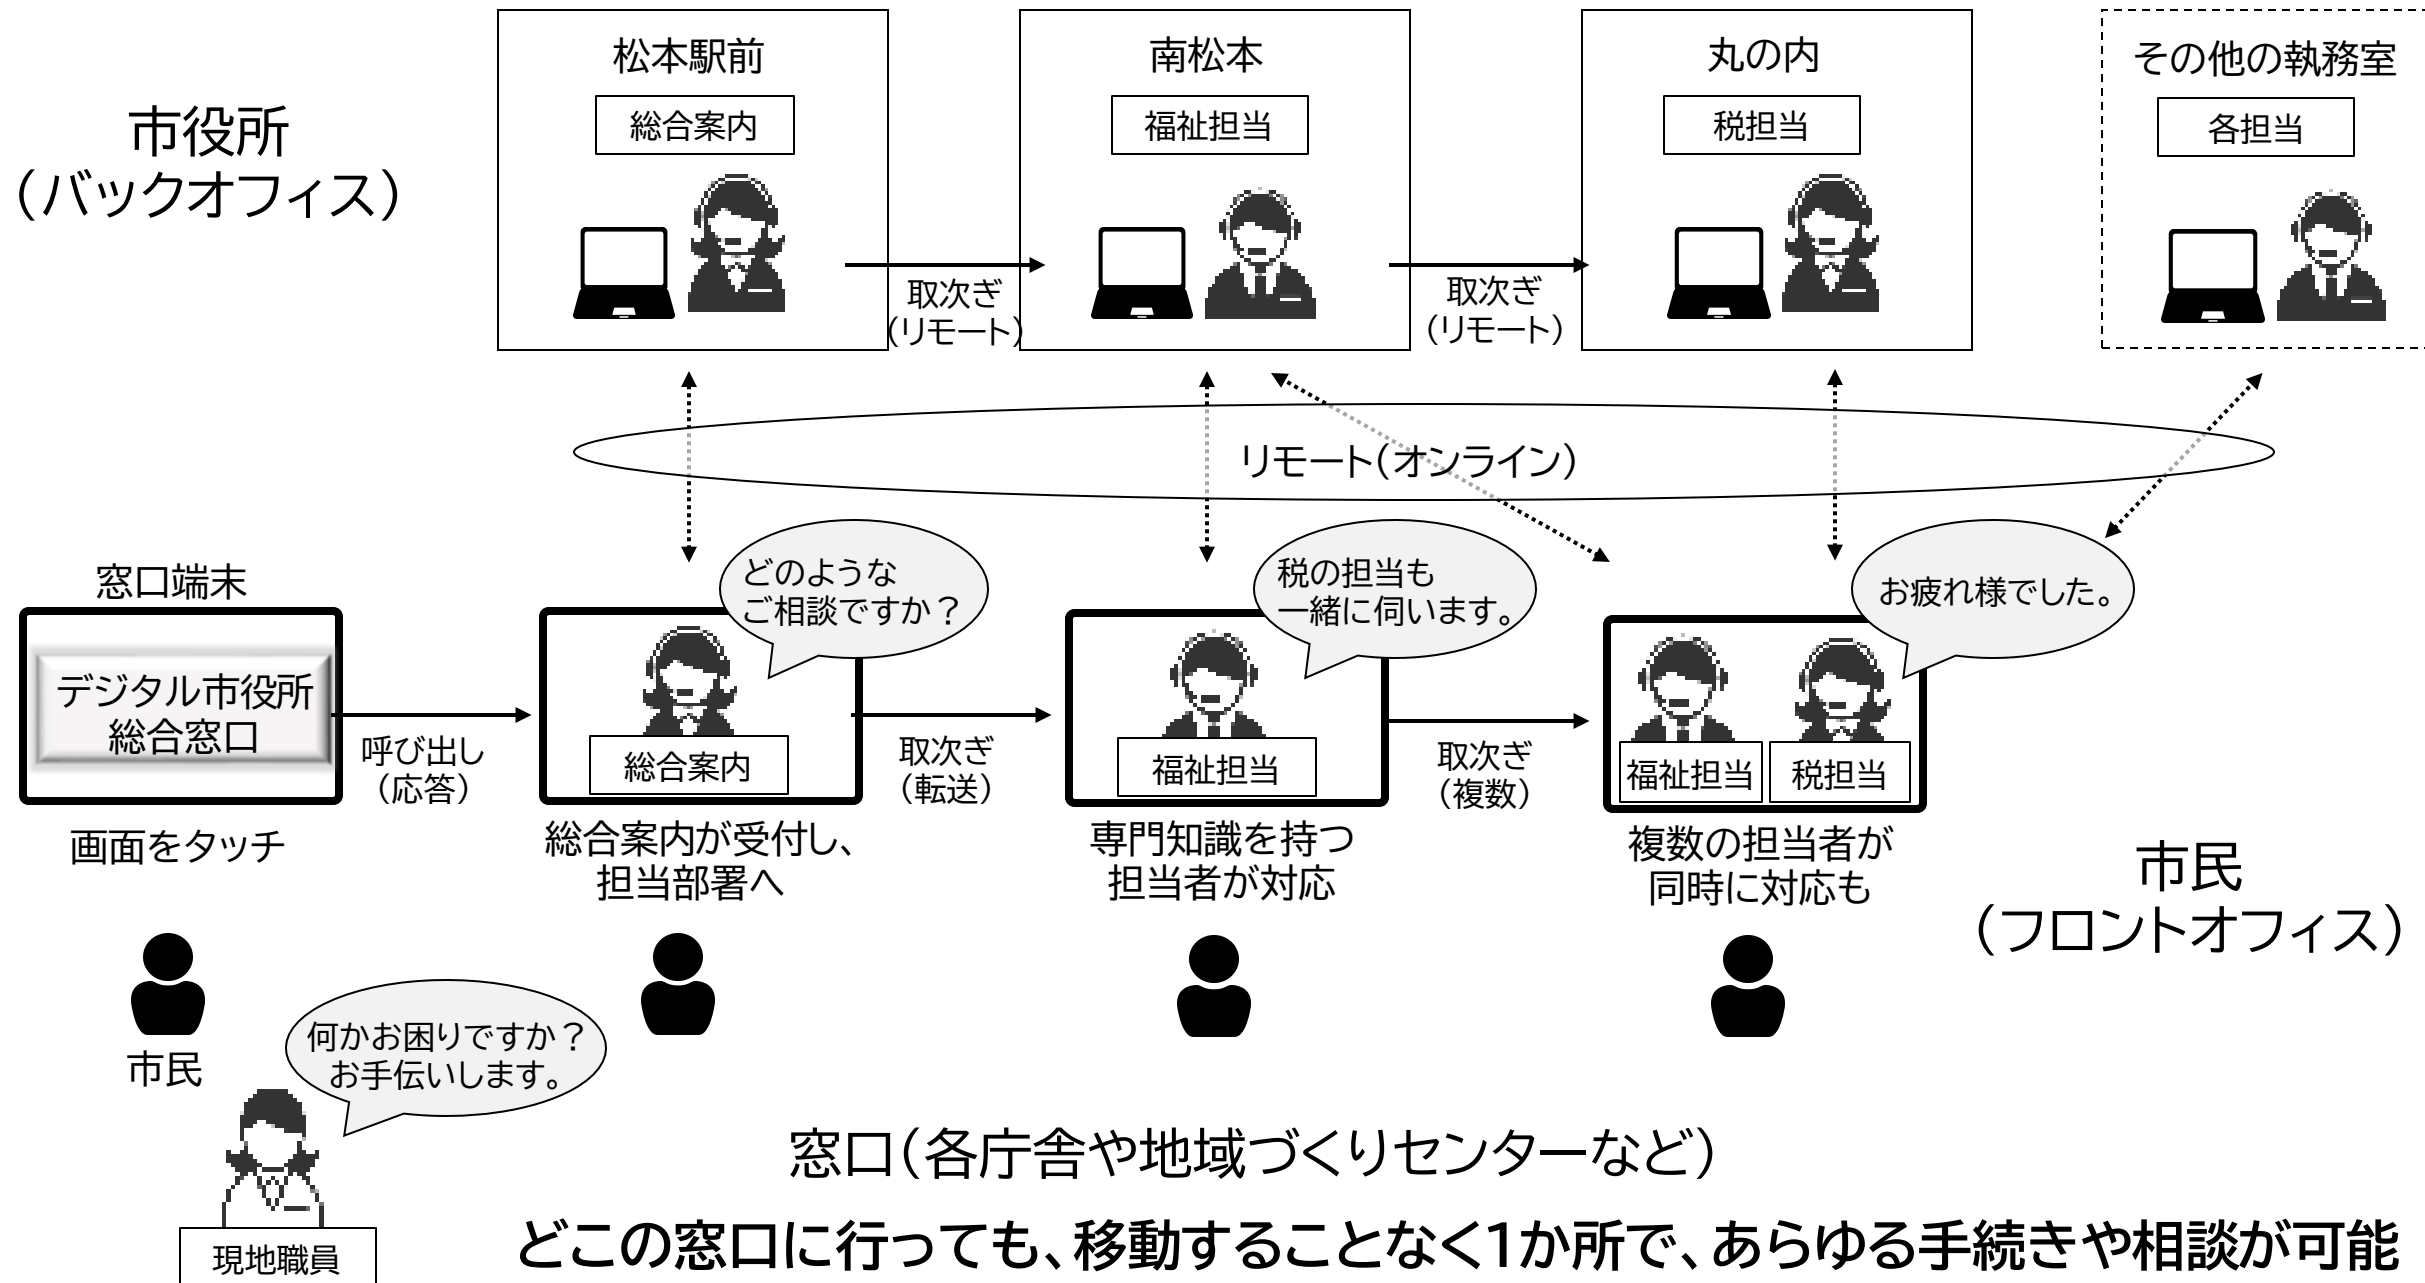 市役所
（バックオフィス）
松本駅前
総合案内
南松本
福祉担当
丸の内
税担当
その他の執務室
各担当
取次ぎ
（リモート）
取次ぎ
（リモート）
リモート（オンライン）
窓口端末
デジタル市役所
総合窓口
画面をタッチ
呼び出し
（応答）
どのような
ご相談ですか？
総合案内
総合案内が受付し、
担当部署へ
取次ぎ
（転送）
税の担当も
一緒に伺います。
福祉担当
専門知識を持つ
担当者が対応
取次ぎ
（複数）
お疲れ様でした。
福祉担当
税担当
複数の担当者が
同時に対応も
市民
（フロントオフィス）
市民
何かお困りですか？
お手伝いします。
現地職員
窓口（各庁舎や地域づくりセンターなど）
どこの窓口に行っても、移動することなく1か所で、あらゆる手続きや相談が可能